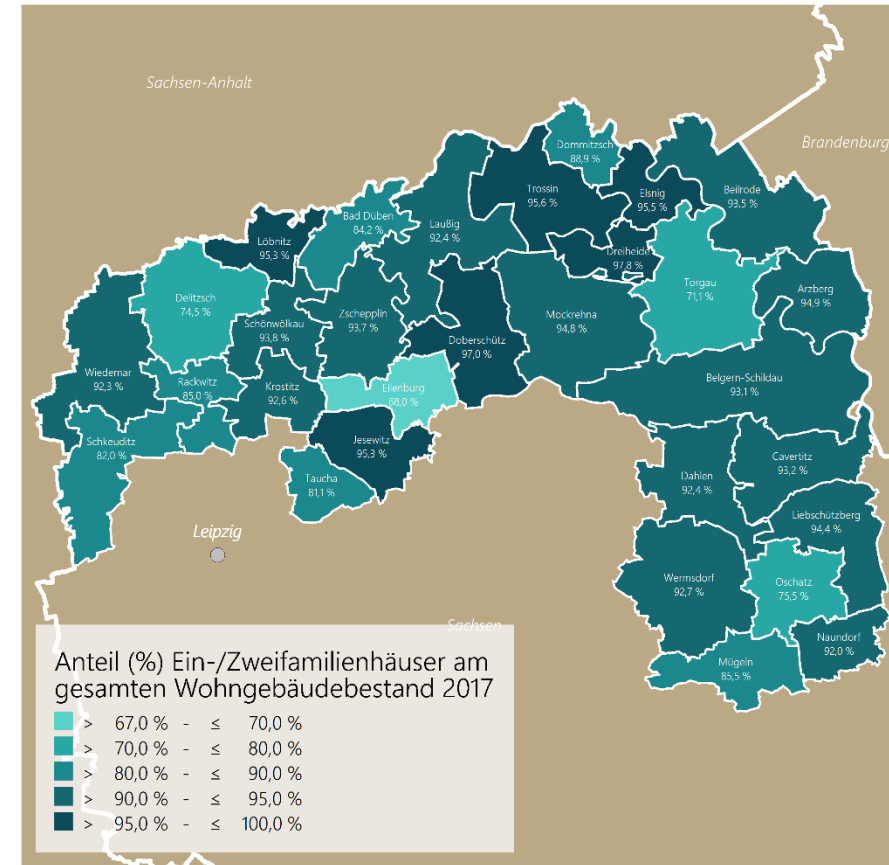 Sachsen-Anhalt
Brandenburg
Dommitzsch
88,9 %
Trossin
95,6 %
Elsnig
95,5 %
Beilrode
93,5 %
Bad Düben
84,2 %
Laußig
92,4 %
Löbnitz
95,3 %
Dreiheide
97,8 %
Torgau
71,1 %
Arzberg
94,9 %
Delitzsch
74,5 %
Schönwölkau
93,8 %
Zschepplin
93,7 %
Mockrehna
94,8 %
Doberschütz
97,0 %
Wiedemar
92,3 %
Rackwitz
85,0 %
Krostitz
92,6 %
Eilenburg
68,0 %
Belgern-Schildau
93,1 %
Schkeuditz
82,0 %
Jesewitz
95,3 %
Taucha
81,1 %
Cavertitz
93,2 %
Dahlen
92,4 %
Liebschützberg
94,4 %
Leipzig
Wermsdorf
92,7 %
Oschatz
75,5 %
Sachsen
Naundorf
92,0 %
Mügeln
85,5 %
Anteil (%) Ein-/Zweifamilienhäuser am
gesamten Wohngebäudebestand 2017
> 67,0 % - ≤ 70,0 %
> 70,0 % - ≤ 80,0 %
> 80,0 % - ≤ 90,0 %
> 90,0 % - ≤ 95,0 %
> 95,0 % - ≤ 100,0 %